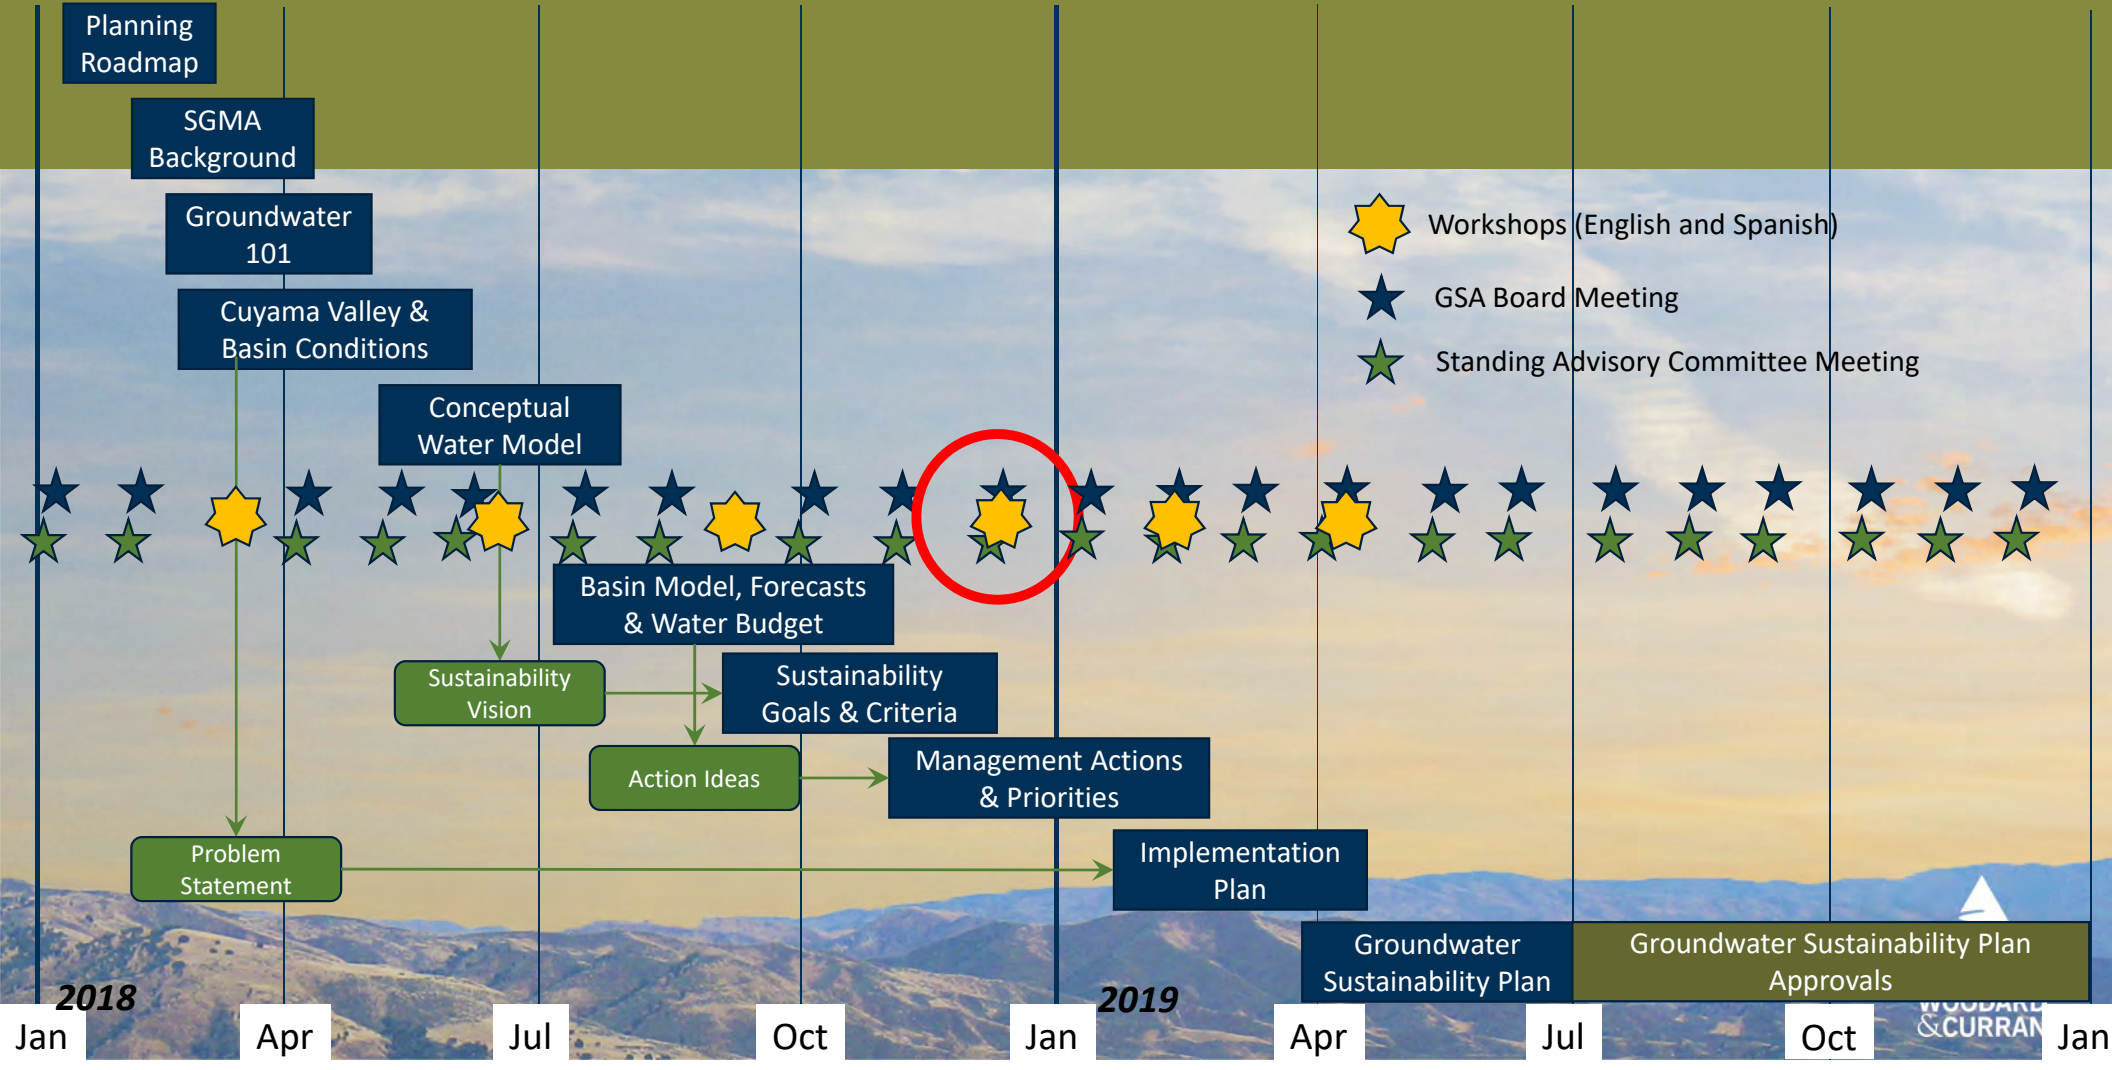 Planning
Roadmap
SGMA
Background
Groundwater
101
Cuyama Valley &
Basin Conditions
Conceptual
Water Model
Workshops (English and Spanish)
GSA Board Meeting
Standing Advisory Committee Meeting
Basin Model, Forecasts
& Water Budget
Sustainability
Vision
Sustainability
Goals & Criteria
Action Ideas
Management Actions
& Priorities
Problem
Statement
Implementation
Plan
Groundwater
Sustainability Plan
Groundwater Sustainability Plan
Approvals
WOODARD
&CURRAN
2018
2019
Jan
Apr
Jul
Oct
Jan
Apr
Jul
Oct
Jan